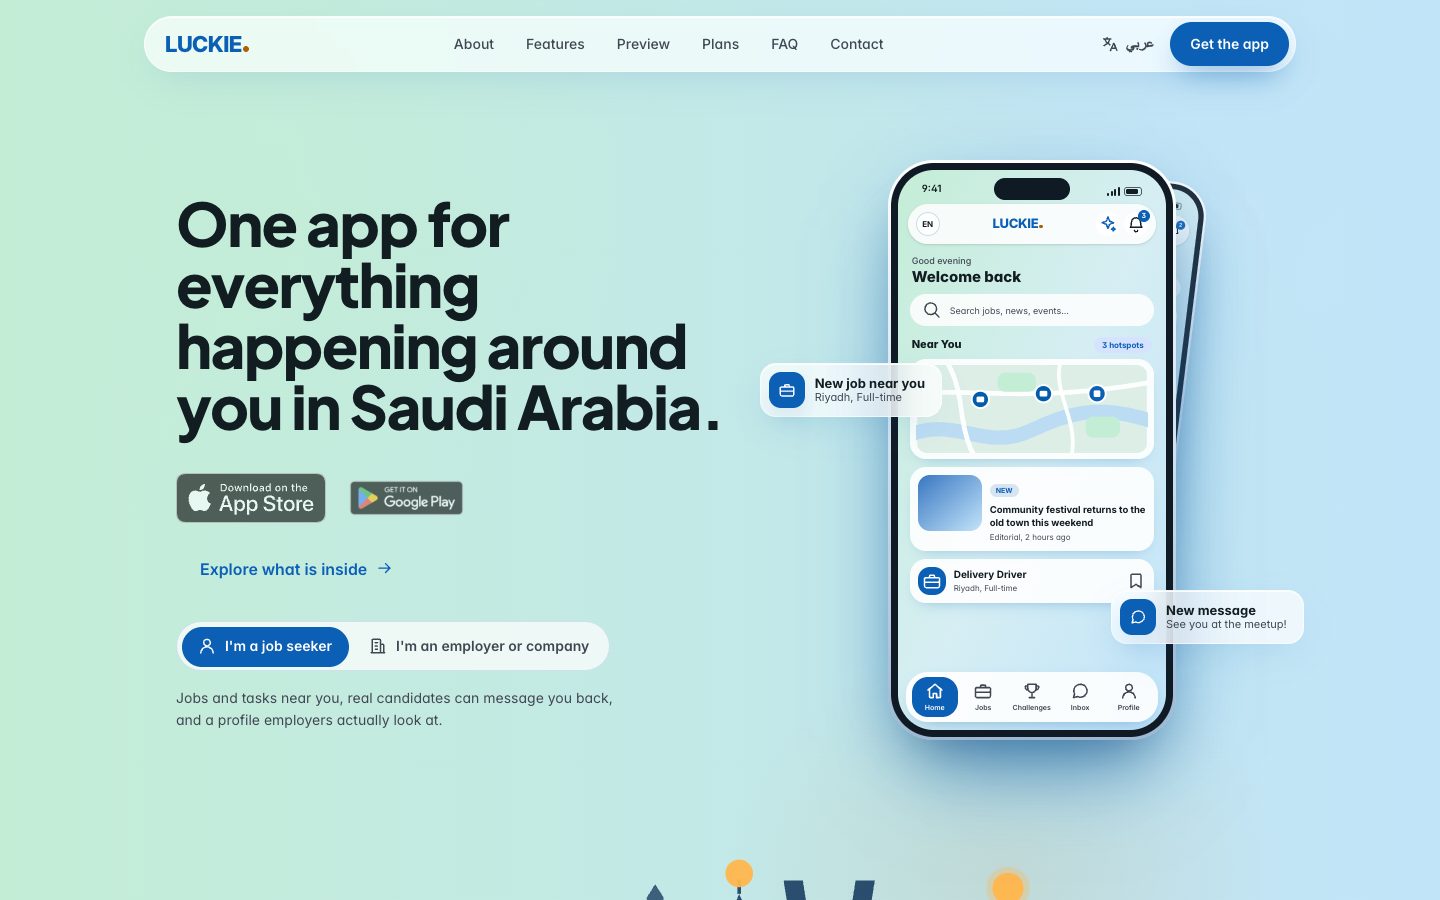 LUCKIE.
About
Features
Preview
Plans
FAQ
Contact
عربي
Get the app
One app for
everything
happening around
you in Saudi Arabia.
Download on the
App Store
GET IT ON
Google Play
Explore what is inside
I'm a job seeker
I'm an employer or company
Jobs and tasks near you, real candidates can message you back,
and a profile employers actually look at.
9:41
EN
LUCKIE.
3
Good evening
Welcome back
Search jobs, news, events...
Near You
3 hotspots
New job near you
Riyadh, Full-time
NEW
Community festival returns to the
old town this weekend
Editorial, 2 hours ago
Delivery Driver
Riyadh, Full-time
New message
See you at the meetup!
Home
Jobs
Challenges
Inbox
Profile